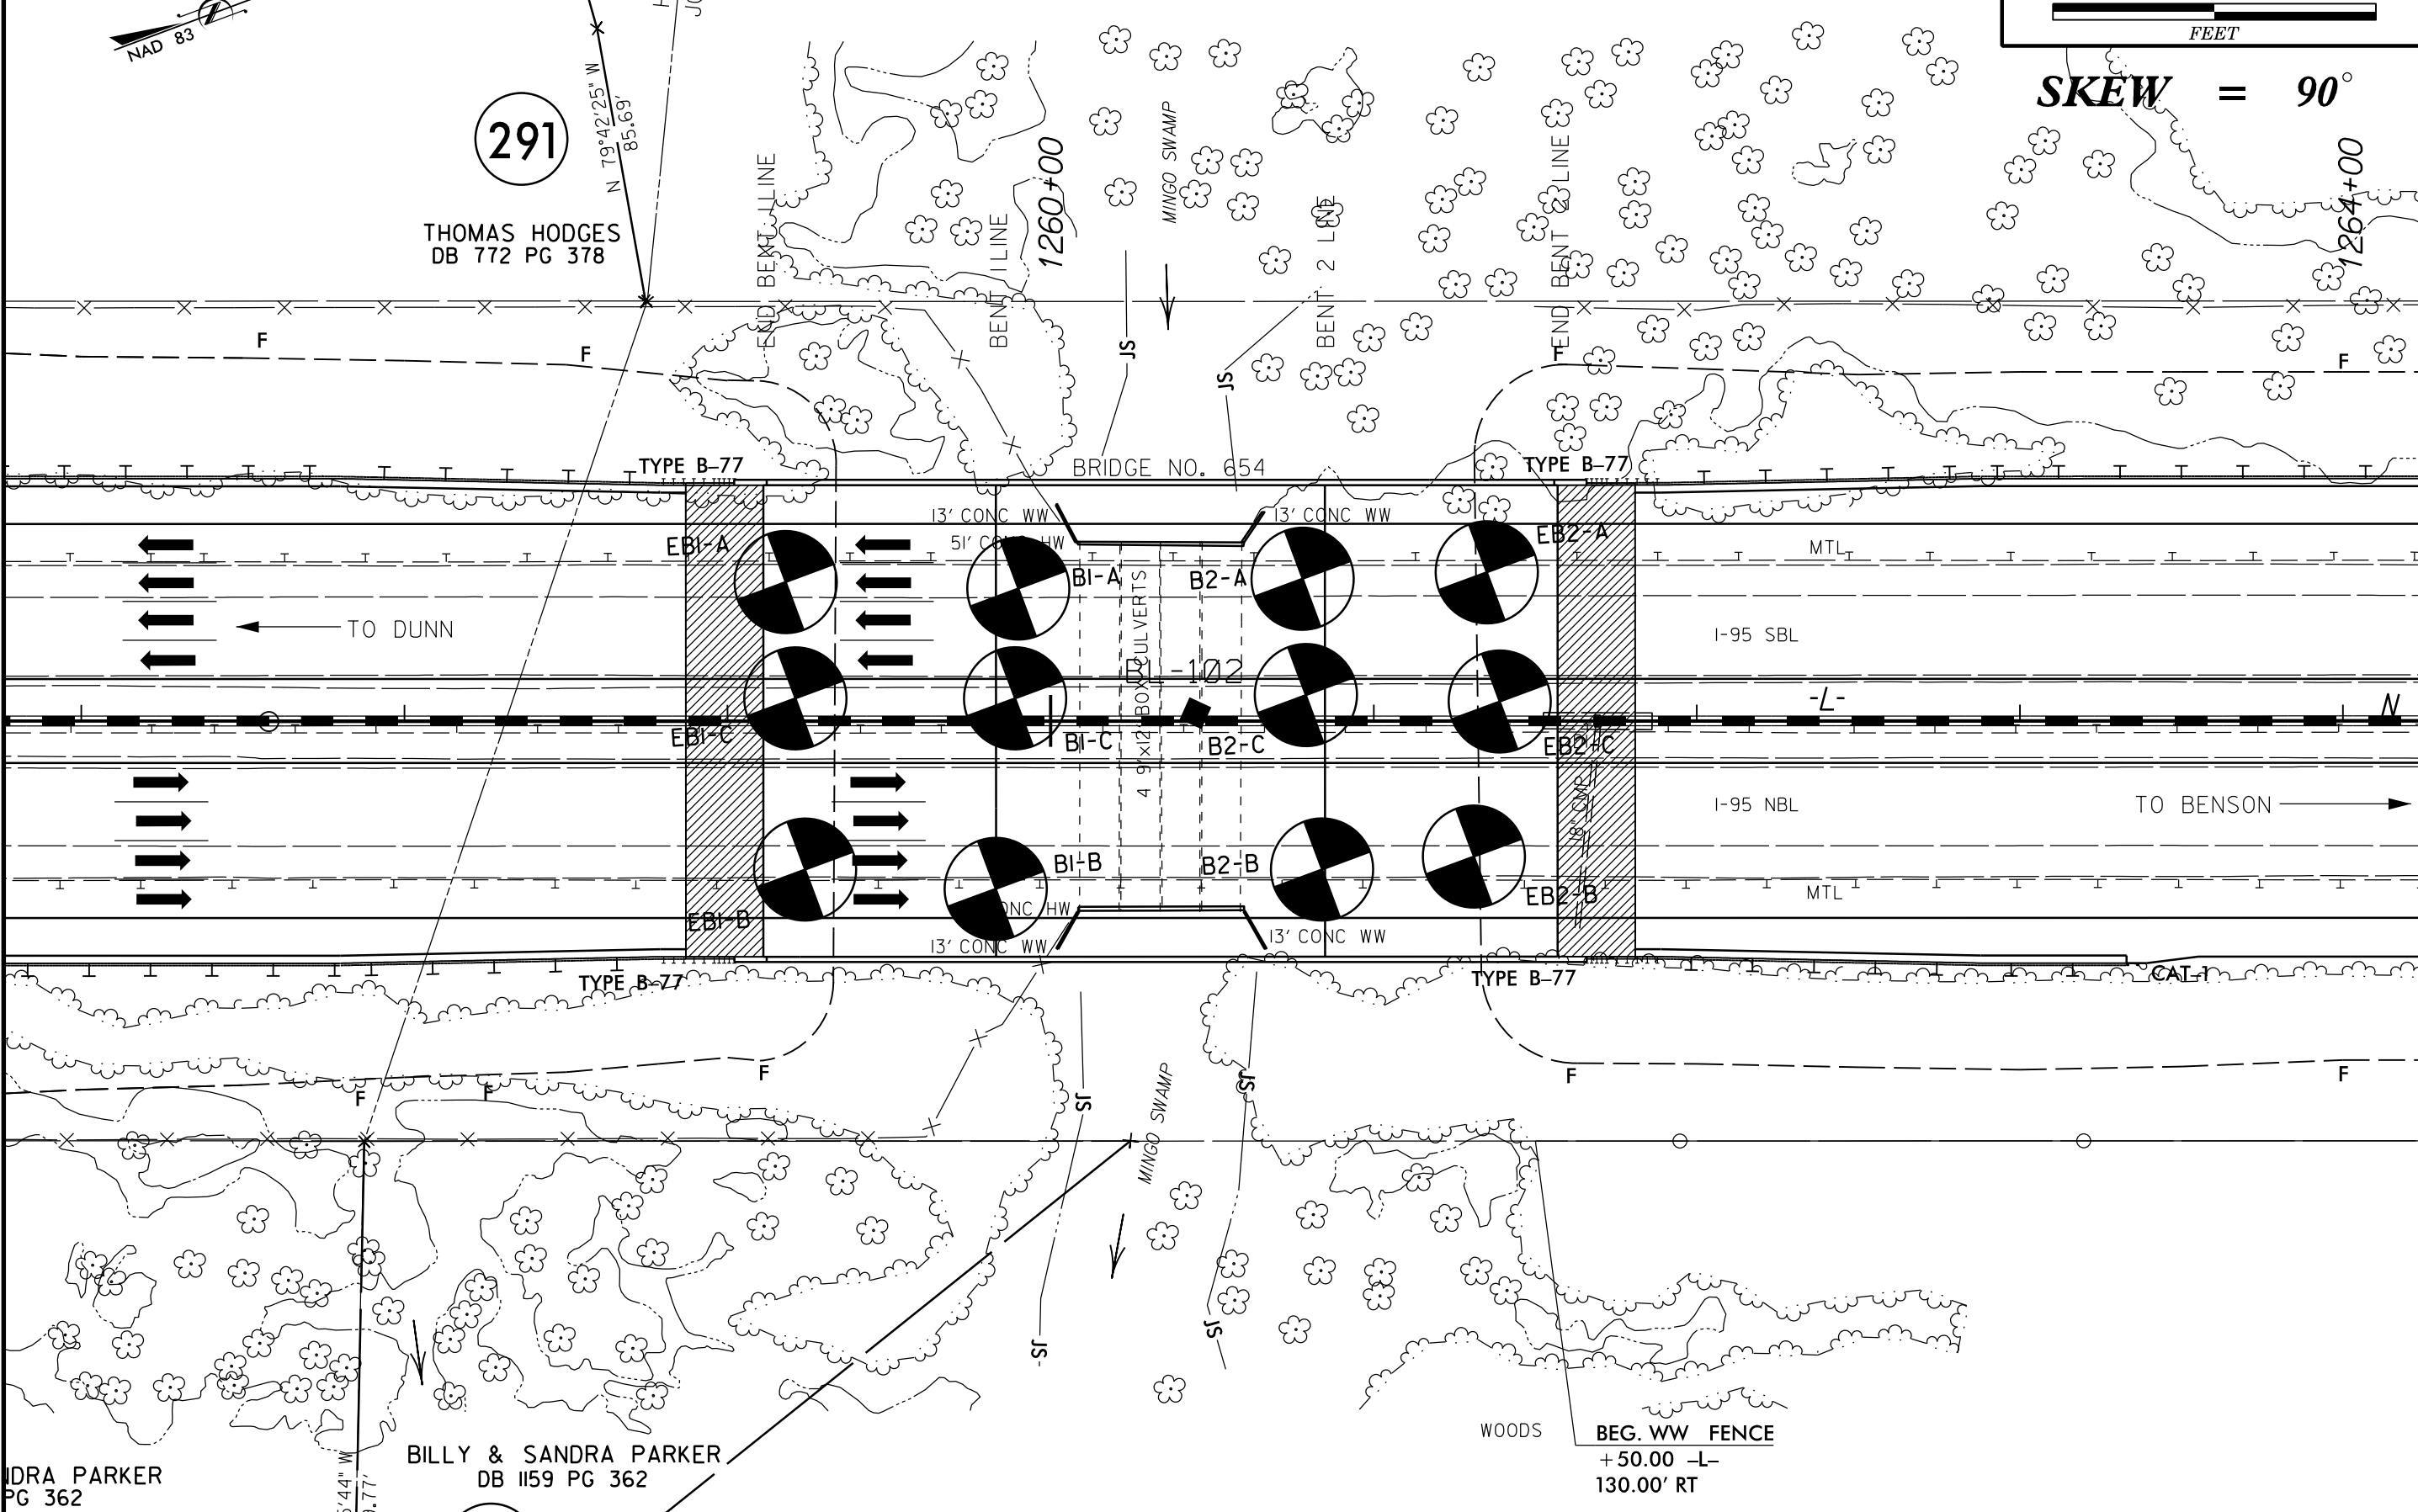 NAD 83
FEET
SKEW = 90°
N 79°42'25" W
85.69'
291
THOMAS HODGES
DB 772 PG 378
END BENT 1 LINE
BENT 1 LINE
1260+00
MINGO SWAMP
BENT 2 LINE
END BENT 2 LINE
1264+00
F
F
F
F
JS
JS
TYPE B-77
BRIDGE NO. 654
TYPE B-77
13' CONC WW
13' CONC WW
51' CONC HW
EB1-A
B1-A
B2-A
EB2-A
MTL
4 9'x12' BOX CULVERTS
TO DUNN
I-95 SBL
BL-102
-L-
N
EB1-C
B1-C
B2-C
EB2-C
18" CMP
I-95 NBL
TO BENSON
EB1-B
B1-B
B2-B
EB2-B
MTL
CONC HW
13' CONC WW
13' CONC WW
TYPE B-77
TYPE B-77
CAT-1
F
F
F
F
F
JS
JS
MINGO SWAMP
JS
JS
WOODS
BEG. WW FENCE
+50.00 -L-
130.00' RT
BILLY & SANDRA PARKER
DB 1159 PG 362
NDRA PARKER
PG 362
5'44" W
9.77'